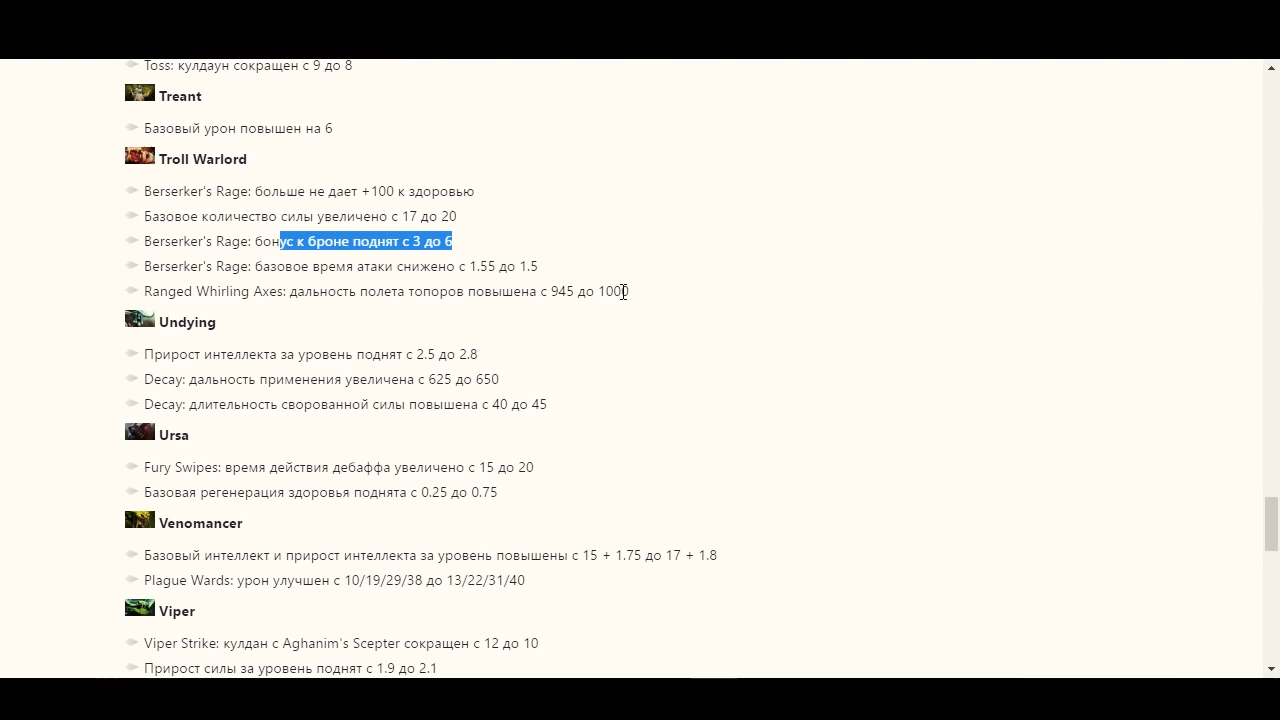 Toss: кулдаун сокращен с 9 до 8
Treant
Базовый урон повышен на 6
Troll Warlord
Berserker's Rage: больше не дает +100 к здоровью
Базовое количество силы увеличено с 17 до 20
Berserker's Rage: бонус к броне поднят с 3 до 6
Berserker's Rage: базовое время атаки снижено с 1.55 до 1.5
Ranged Whirling Axes: дальность полета топоров повышена с 945 до 1000
Undying
Прирост интеллекта за уровень поднят с 2.5 до 2.8
Decay: дальность применения увеличена с 625 до 650
Decay: длительность сворованной силы повышена с 40 до 45
Ursa
Fury Swipes: время действия дебаффа увеличено с 15 до 20
Базовая регенерация здоровья поднята с 0.25 до 0.75
Venomancer
Базовый интеллект и прирост интеллекта за уровень повышены с 15 + 1.75 до 17 + 1.8
Plague Wards: урон улучшен с 10/19/29/38 до 13/22/31/40
Viper
Viper Strike: кулдан с Aghanim's Scepter сокращен с 12 до 10
Прирост силы за уровень поднят с 1.9 до 2.1